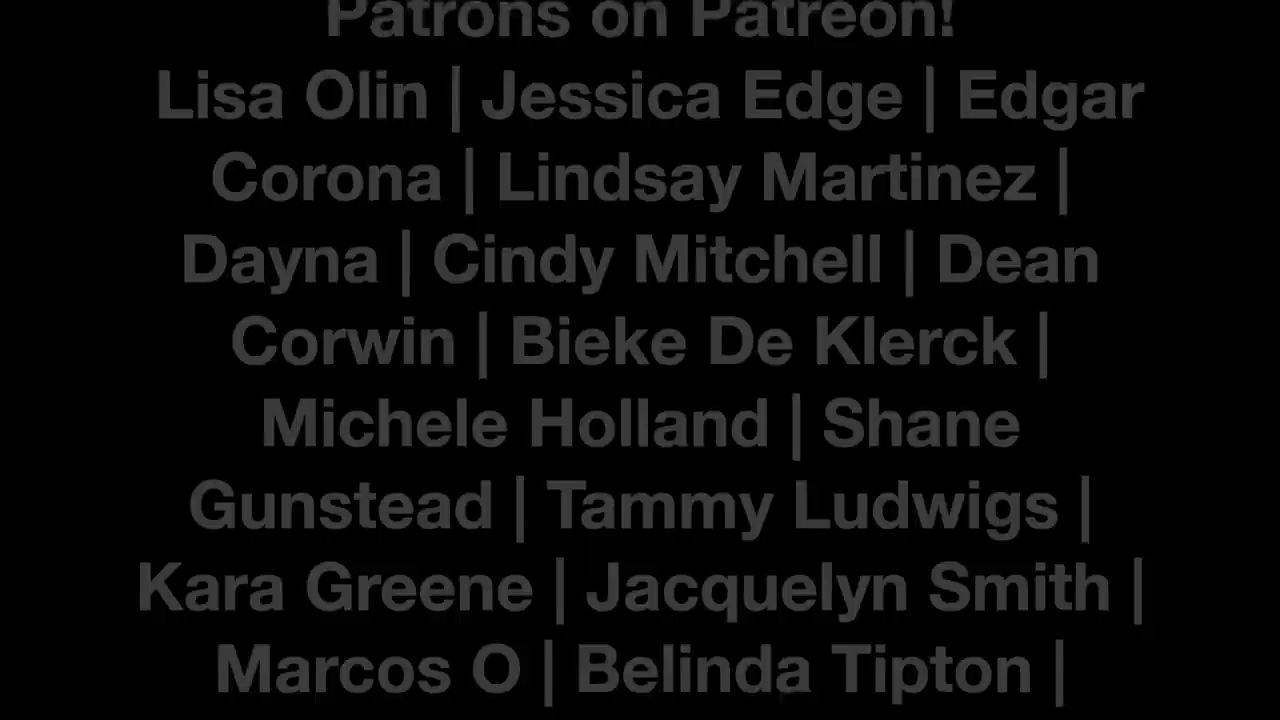 Patrons on Patreon!
Lisa Olin | Jessica Edge | Edgar
Corona | Lindsay Martinez |
Dayna | Cindy Mitchell | Dean
Corwin | Bieke De Klerck |
Michele Holland | Shane
Gunstead | Tammy Ludwigs |
Kara Greene | Jacquelyn Smith |
Marcos O | Belinda Tipton |